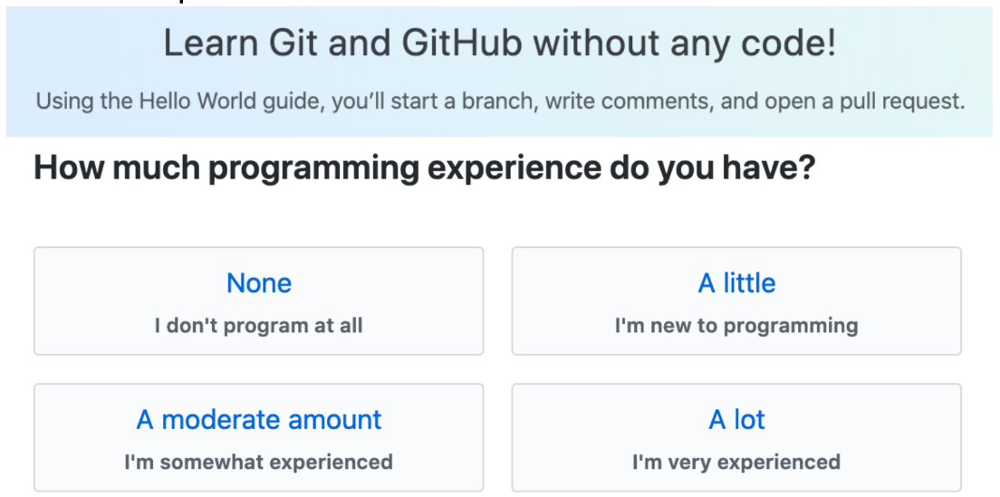 Learn Git and GitHub without any code!
Using the Hello World guide, you’ll start a branch, write comments, and open a pull request.
How much programming experience do you have?
None
I don't program at all
A little
I'm new to programming
A moderate amount
I'm somewhat experienced
A lot
I'm very experienced